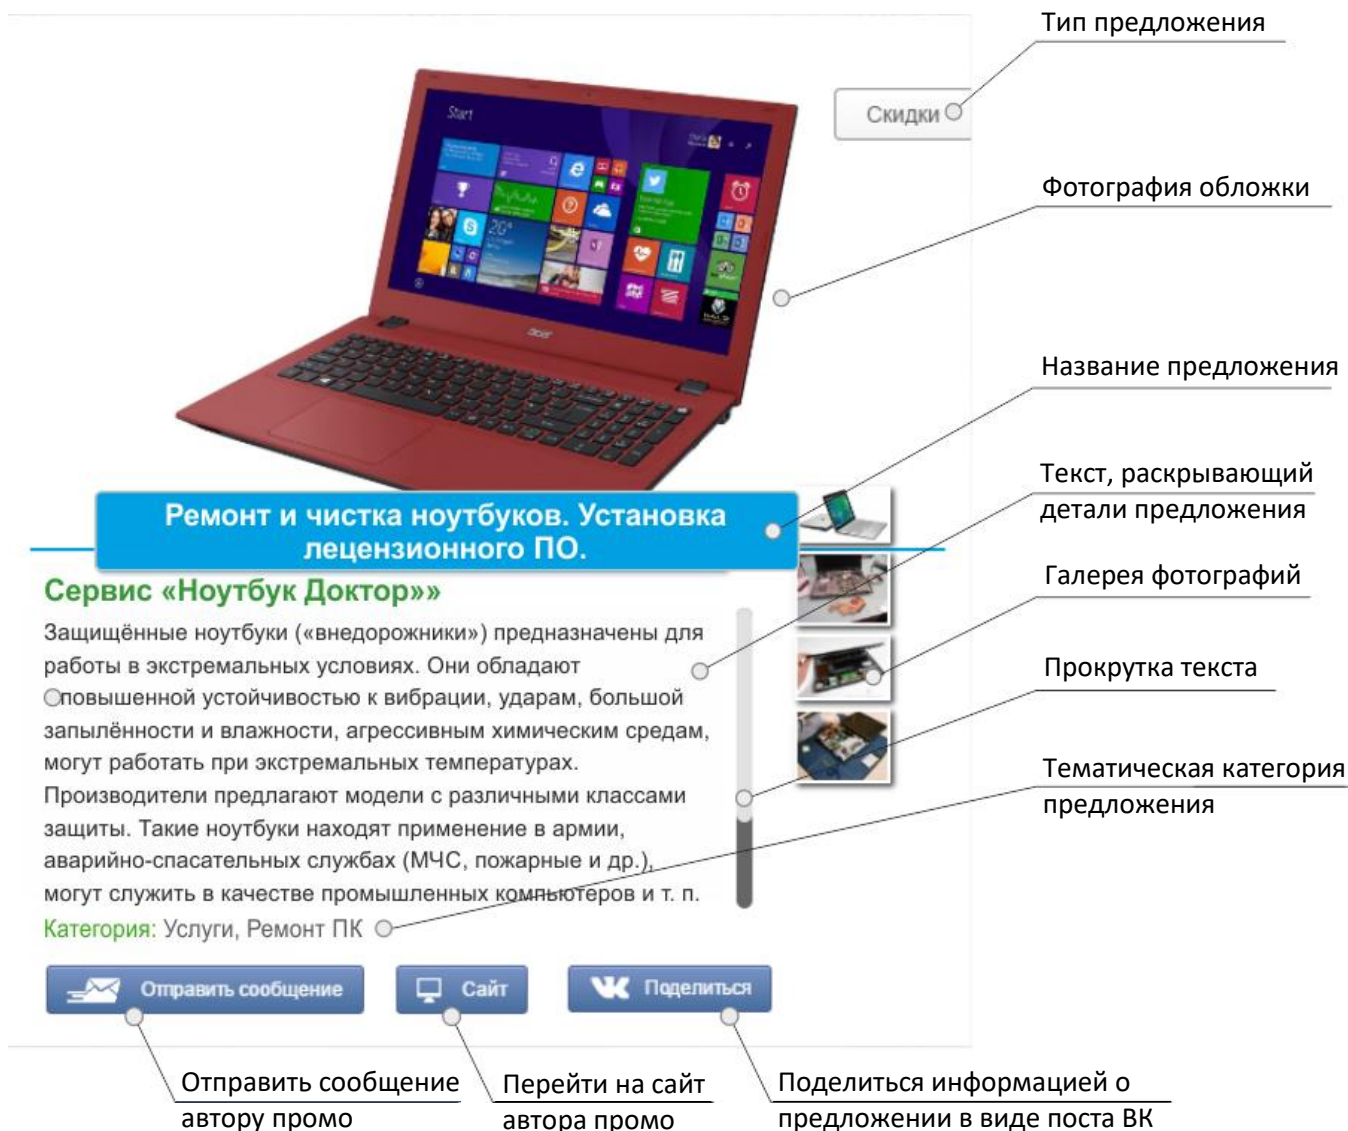 Тип предложения
Start
Скидки
Фотография обложки
acer
Название предложения
Текст, раскрывающий
детали предложения
Ремонт и чистка ноутбуков. Установка
леценз­ионного ПО.
Галерея фотографий
Сервис «Ноутбук Доктор»»
Защищённые ноутбуки («внедорожники») предназначены для
работы в экстремальных условиях. Они обладают
повышенной устойчивостью к вибрации, ударам, большой
запылённости и влажности, агрессивным химическим средам,
могут работать при экстремальных температурах.
Производители предлагают модели с различными классами
защиты. Такие ноутбуки находят применение в армии,
аварийно-спасательных службах (МЧС, пожарные и др.),
могут служить в качестве промышленных компьютеров и т. п.
Прокрутка текста
Тематическая категория
предложения
Категория: Услуги, Ремонт ПК
Отправить сообщение
Сайт
Поделиться
Отправить сообщение
автору промо
Перейти на сайт
автора промо
Поделиться информацией о
предложении в виде поста ВК